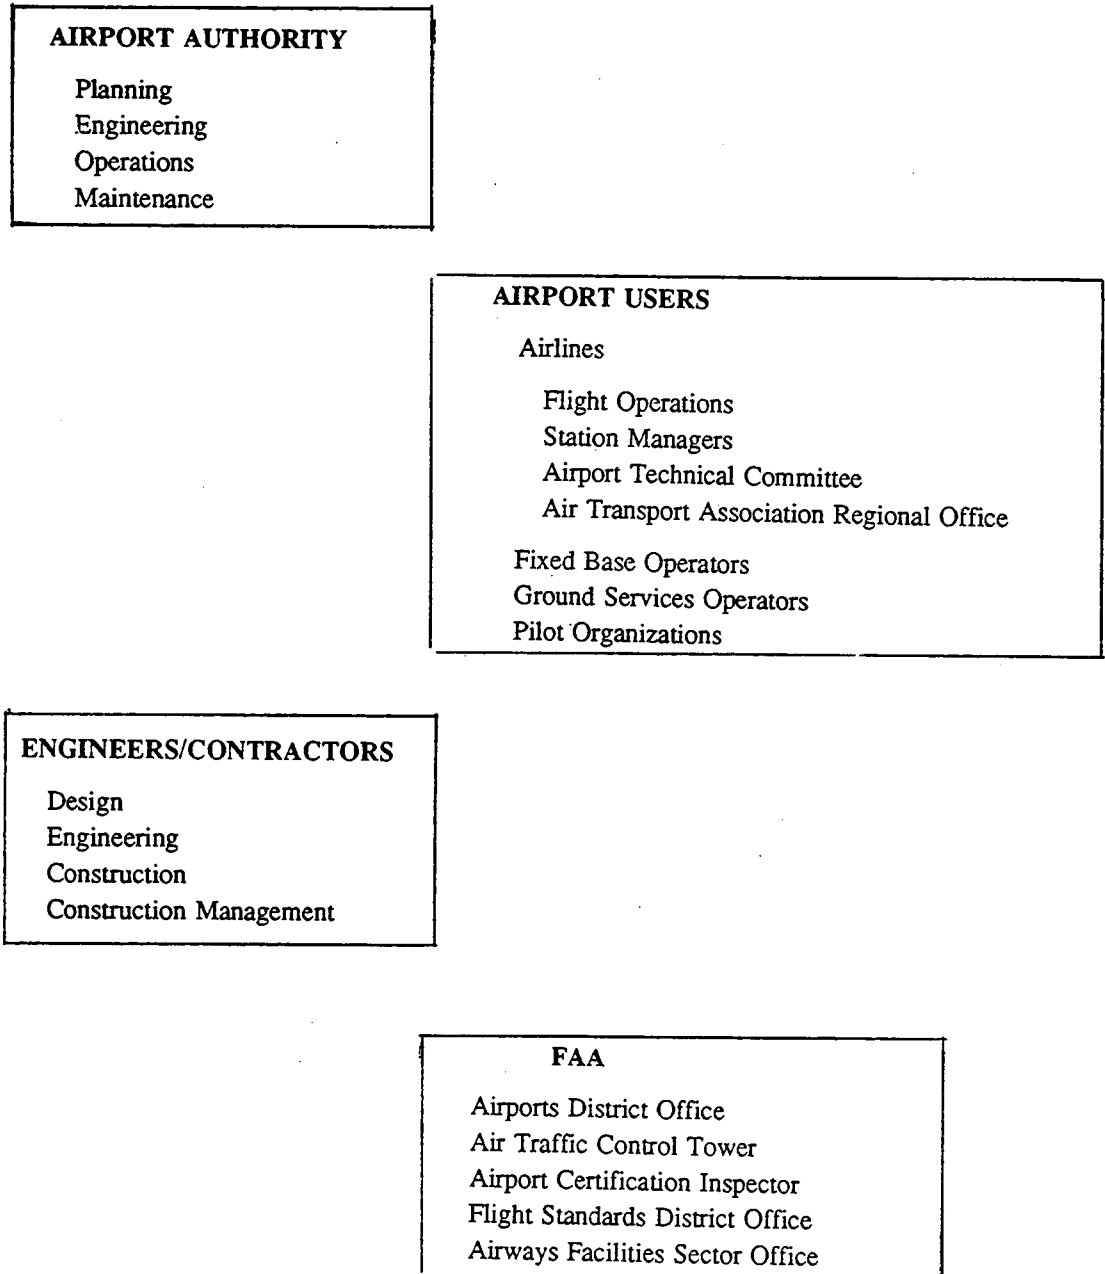 AIRPORT AUTHORITY
Planning
Engineering
Operations
Maintenance
AIRPORT USERS
Airlines
Flight Operations
Station Managers
Airport Technical Committee
Air Transport Association Regional Office
Fixed Base Operators
Ground Services Operators
Pilot Organizations
ENGINEERS/CONTRACTORS
Design
Engineering
Construction
Construction Management
FAA
Airports District Office
Air Traffic Control Tower
Airport Certification Inspector
Flight Standards District Office
Airways Facilities Sector Office